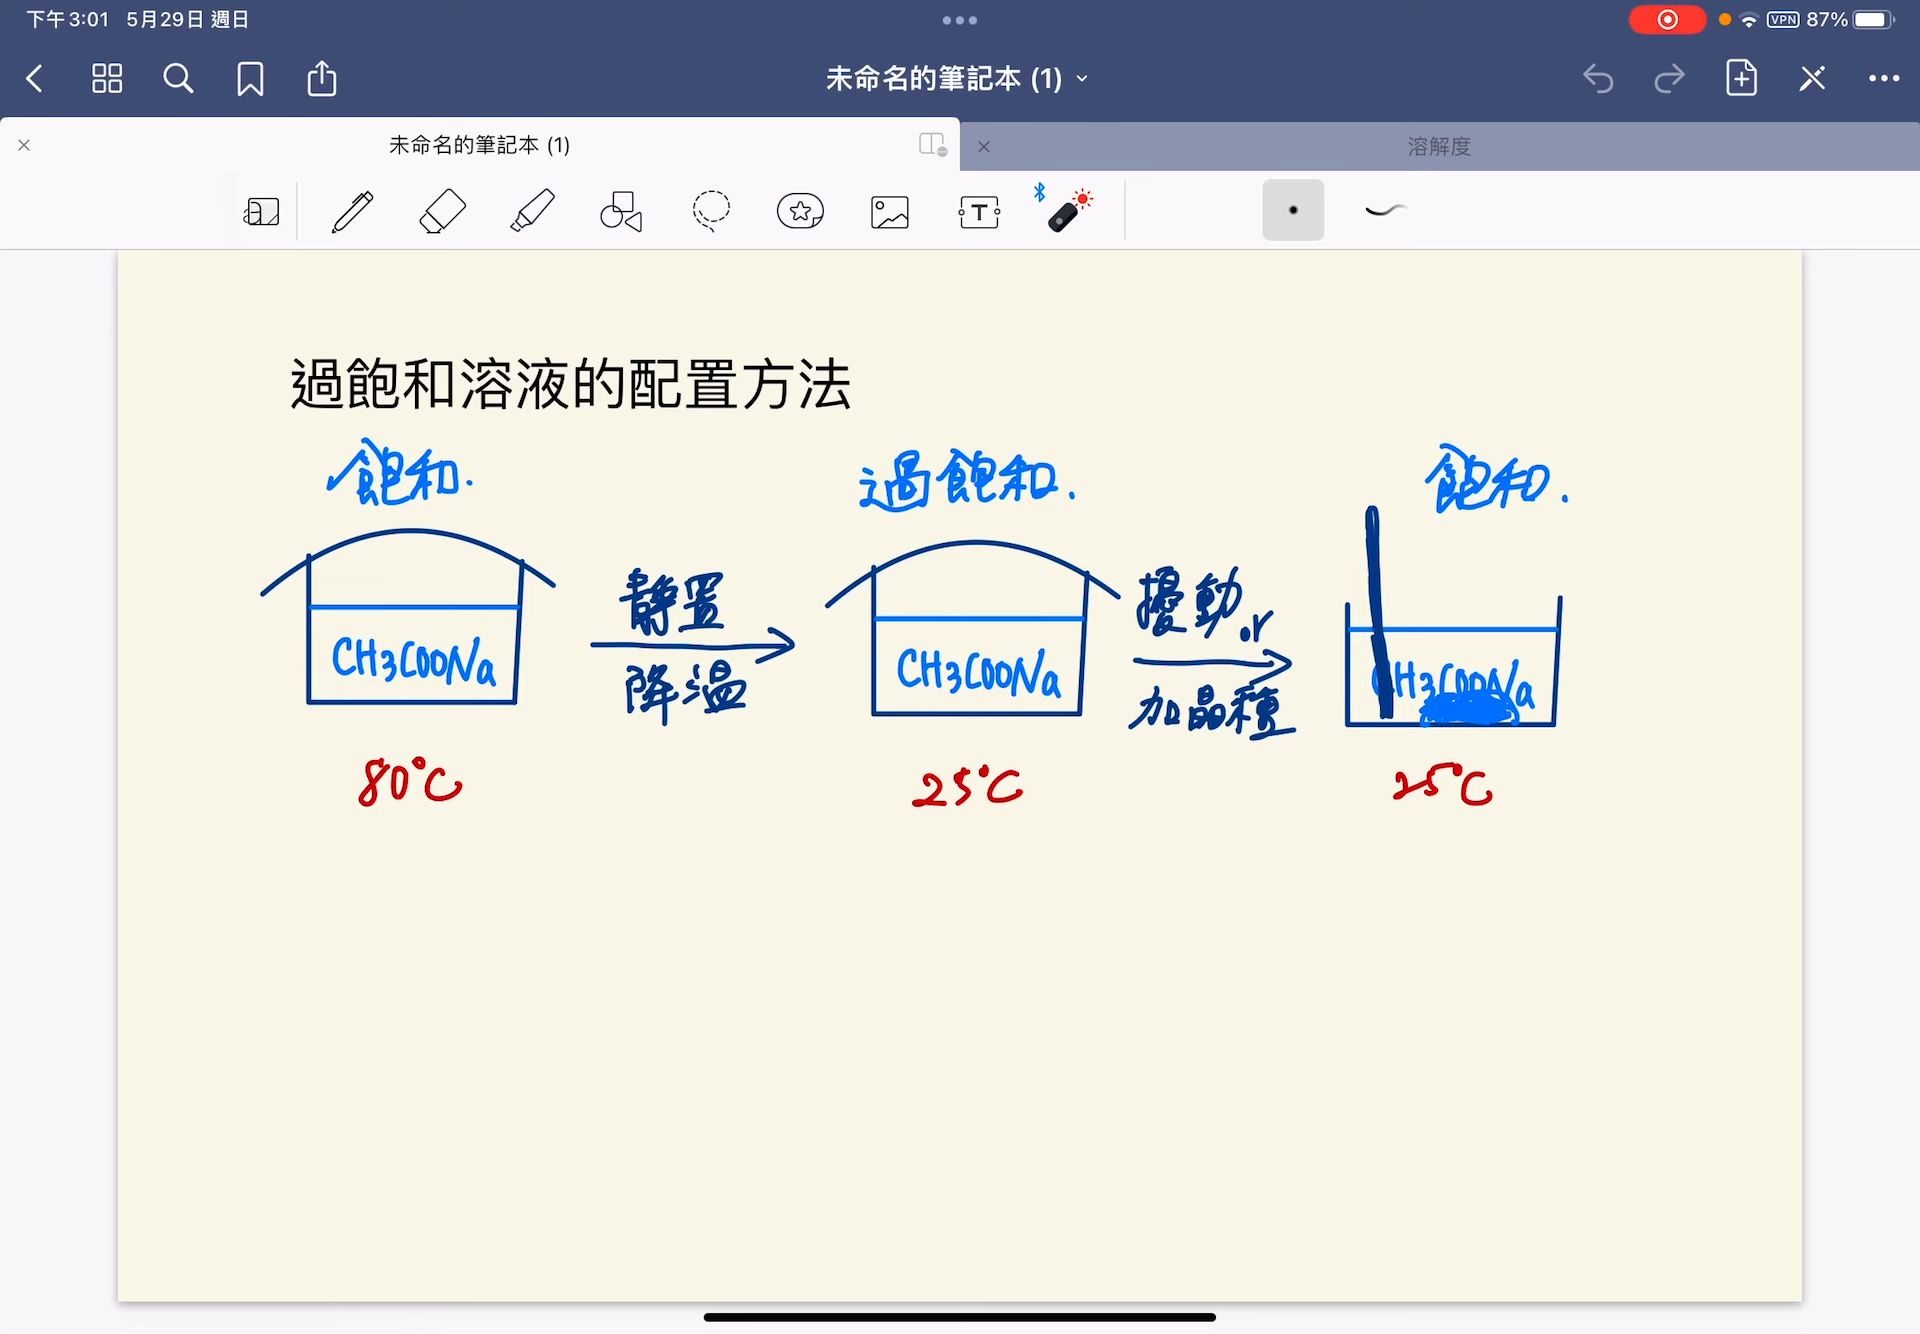 下午3:01 5月29日 週日
VPN 87%
未命名的筆記本 (1)
未命名的筆記本 (1)
溶解度
T
過飽和溶液的配置方法
飽和.
過飽和.
飽和.
靜置
降溫
擾動 or
加晶種
CH3COONa
CH3COONa
CH3COONa
80°C
25°C
25°C